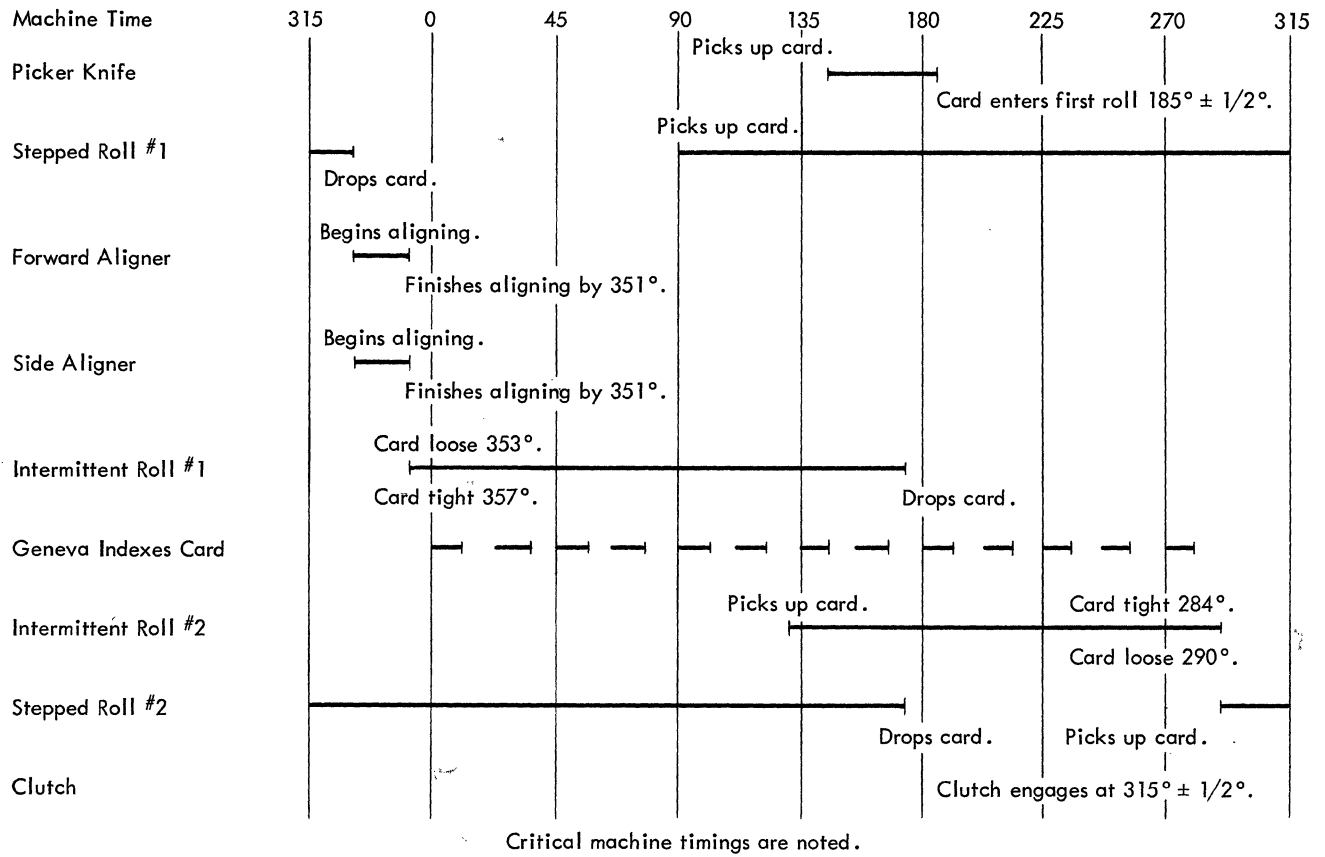 Machine Time 315 0 45 90 135 180 225 270 315
Picks up card.
Picker Knife
Card enters first roll 185° ± 1/2°.
Picks up card.
Stepped Roll #1
Drops card.
Begins aligning.
Forward Aligner
Finishes aligning by 351°.
Begins aligning.
Side Aligner
Finishes aligning by 351°.
Card loose 353°.
Intermittent Roll #1
Card tight 357°. Drops card.
Geneva Indexes Card
Picks up card. Card tight 284°.
Intermittent Roll #2
Card loose 290°.
Stepped Roll #2
Drops card. Picks up card.
Clutch Clutch engages at 315° ± 1/2°.
Critical machine timings are noted.